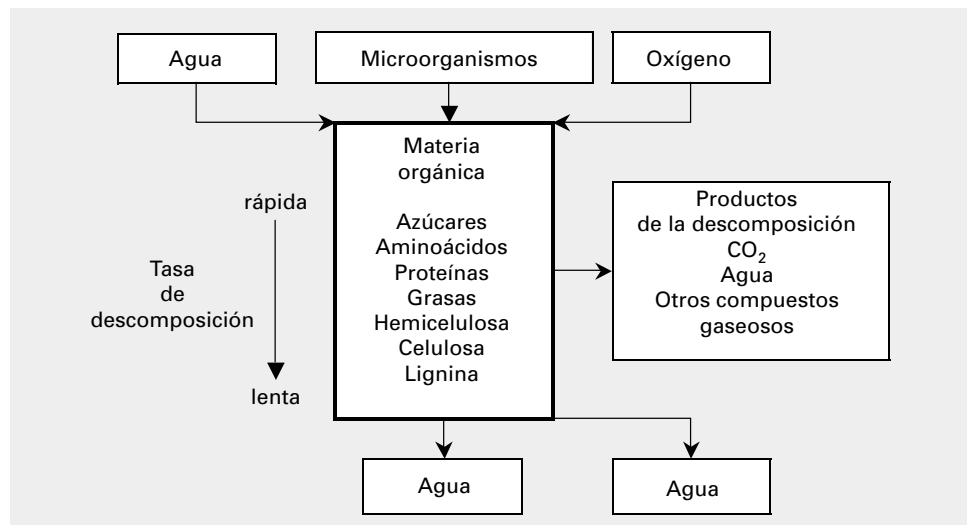 Agua
Microorganismos
Oxígeno
Materia
orgánica
Azúcares
Aminoácidos
Proteínas
Grasas
Hemicelulosa
Celulosa
Lignina
rápida
Tasa
de
descomposición
lenta
Productos
de la descomposición
CO₂
Agua
Otros compuestos
gaseosos
Agua
Agua